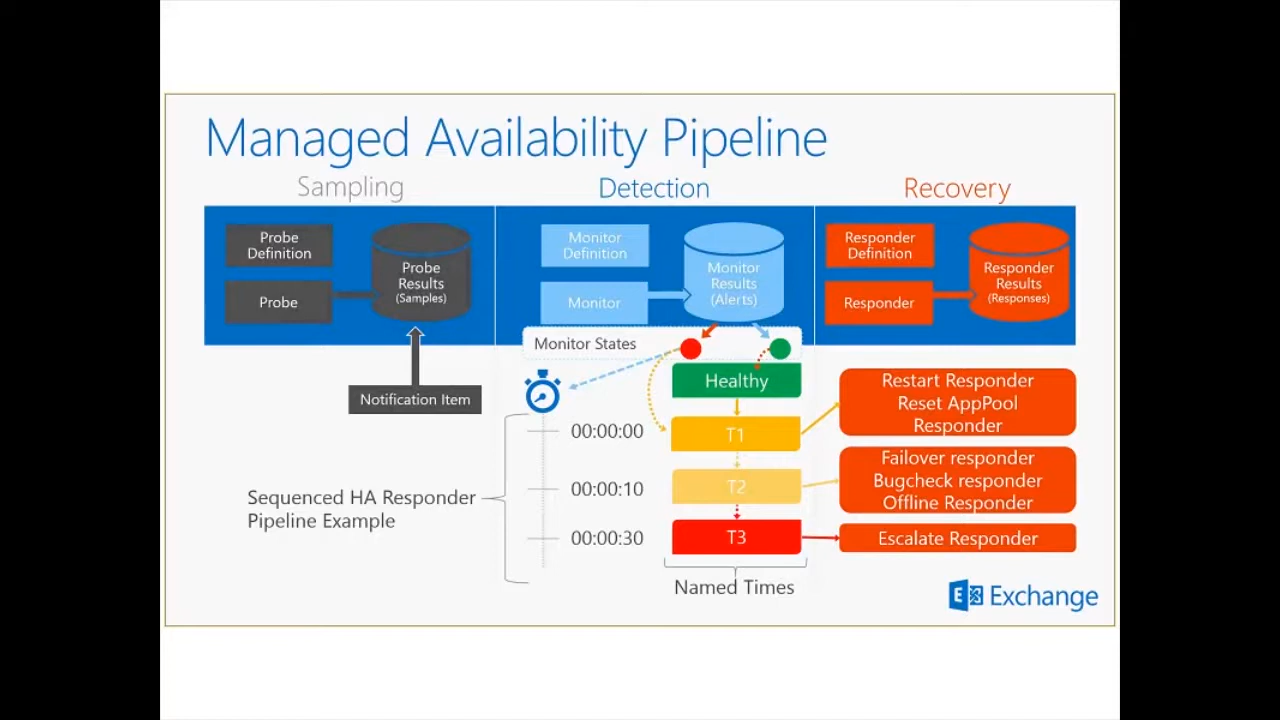 Managed Availability Pipeline
Sampling
Detection
Recovery
Probe
Definition
Probe
Probe
Results
(Samples)
Monitor
Definition
Monitor
Monitor
Results
(Alerts)
Responder
Definition
Responder
Responder
Results
(Responses)
Notification Item
Monitor States
Healthy
00:00:00
T1
00:00:10
T2
00:00:30
T3
Restart Responder
Reset AppPool
Responder
Failover responder
Bugcheck responder
Offline Responder
Escalate Responder
Sequenced HA Responder
Pipeline Example
Named Times
E Exchange